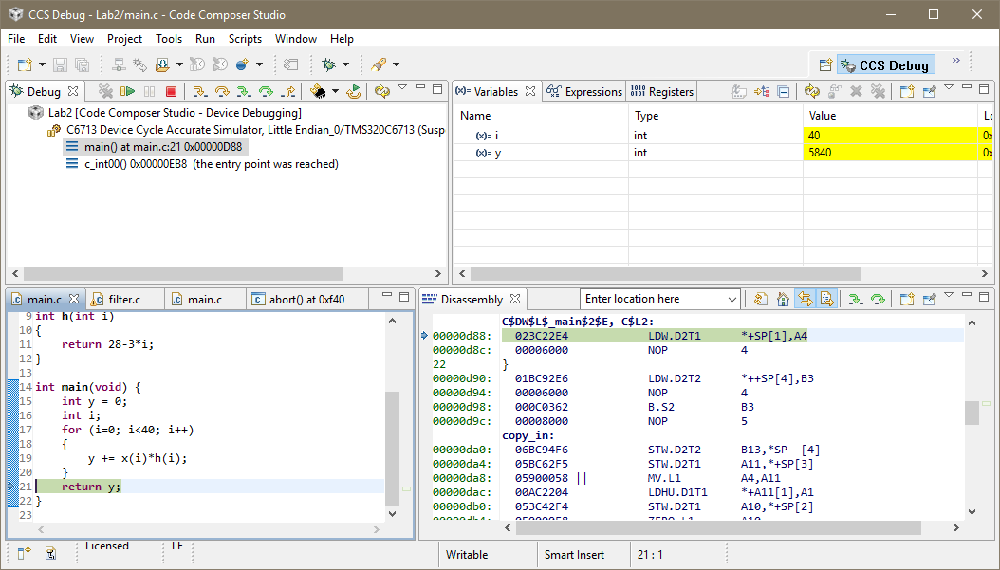 CCS Debug - Lab2/main.c - Code Composer Studio
File Edit View Project Tools Run Scripts Window Help
CCS Debug »
Debug
Lab2 [Code Composer Studio - Device Debugging]
C6713 Device Cycle Accurate Simulator, Little Endian_0/TMS320C6713 (Susp
main() at main.c:21 0x00000D88
c_int00() 0x00000EB8 (the entry point was reached)
(x)= Variables Expressions 1010 0101 Registers
Name Type Value Lo
(x)= i int 40 0x
(x)= y int 5840 0x
main.c filter.c main.c abort() at 0xf40
9 int h(int i)
10 {
11 return 28-3*i;
12 }
13
14 int main(void) {
15 int y = 0;
16 int i;
17 for (i=0; i<40; i++)
18 {
19 y += x(i)*h(i);
20 }
21 return y;
22 }
23
Disassembly Enter location here
C$DW$L$_main$2$E, C$L2:
00000d88: 023C22E4 LDW.D2T1 *+SP[1],A4
00000d8c: 00006000 NOP 4
22 }
00000d90: 01BC92E6 LDW.D2T2 *++SP[4],B3
00000d94: 00006000 NOP 4
00000d98: 000C0362 B.S2 B3
00000d9c: 00008000 NOP 5
copy_in:
00000da0: 06BC94F6 STW.D2T2 B13,*SP--[4]
00000da4: 05BC62F5 STW.D2T1 A11,*+SP[3]
00000da8: 05900058 || MV.L1 A4,A11
00000dac: 00AC2204 LDHU.D1T1 *+A11[1],A1
00000db0: 053C42F4 STW.D2T1 A10,*+SP[2]
Licensed LE Writable Smart Insert 21 : 1